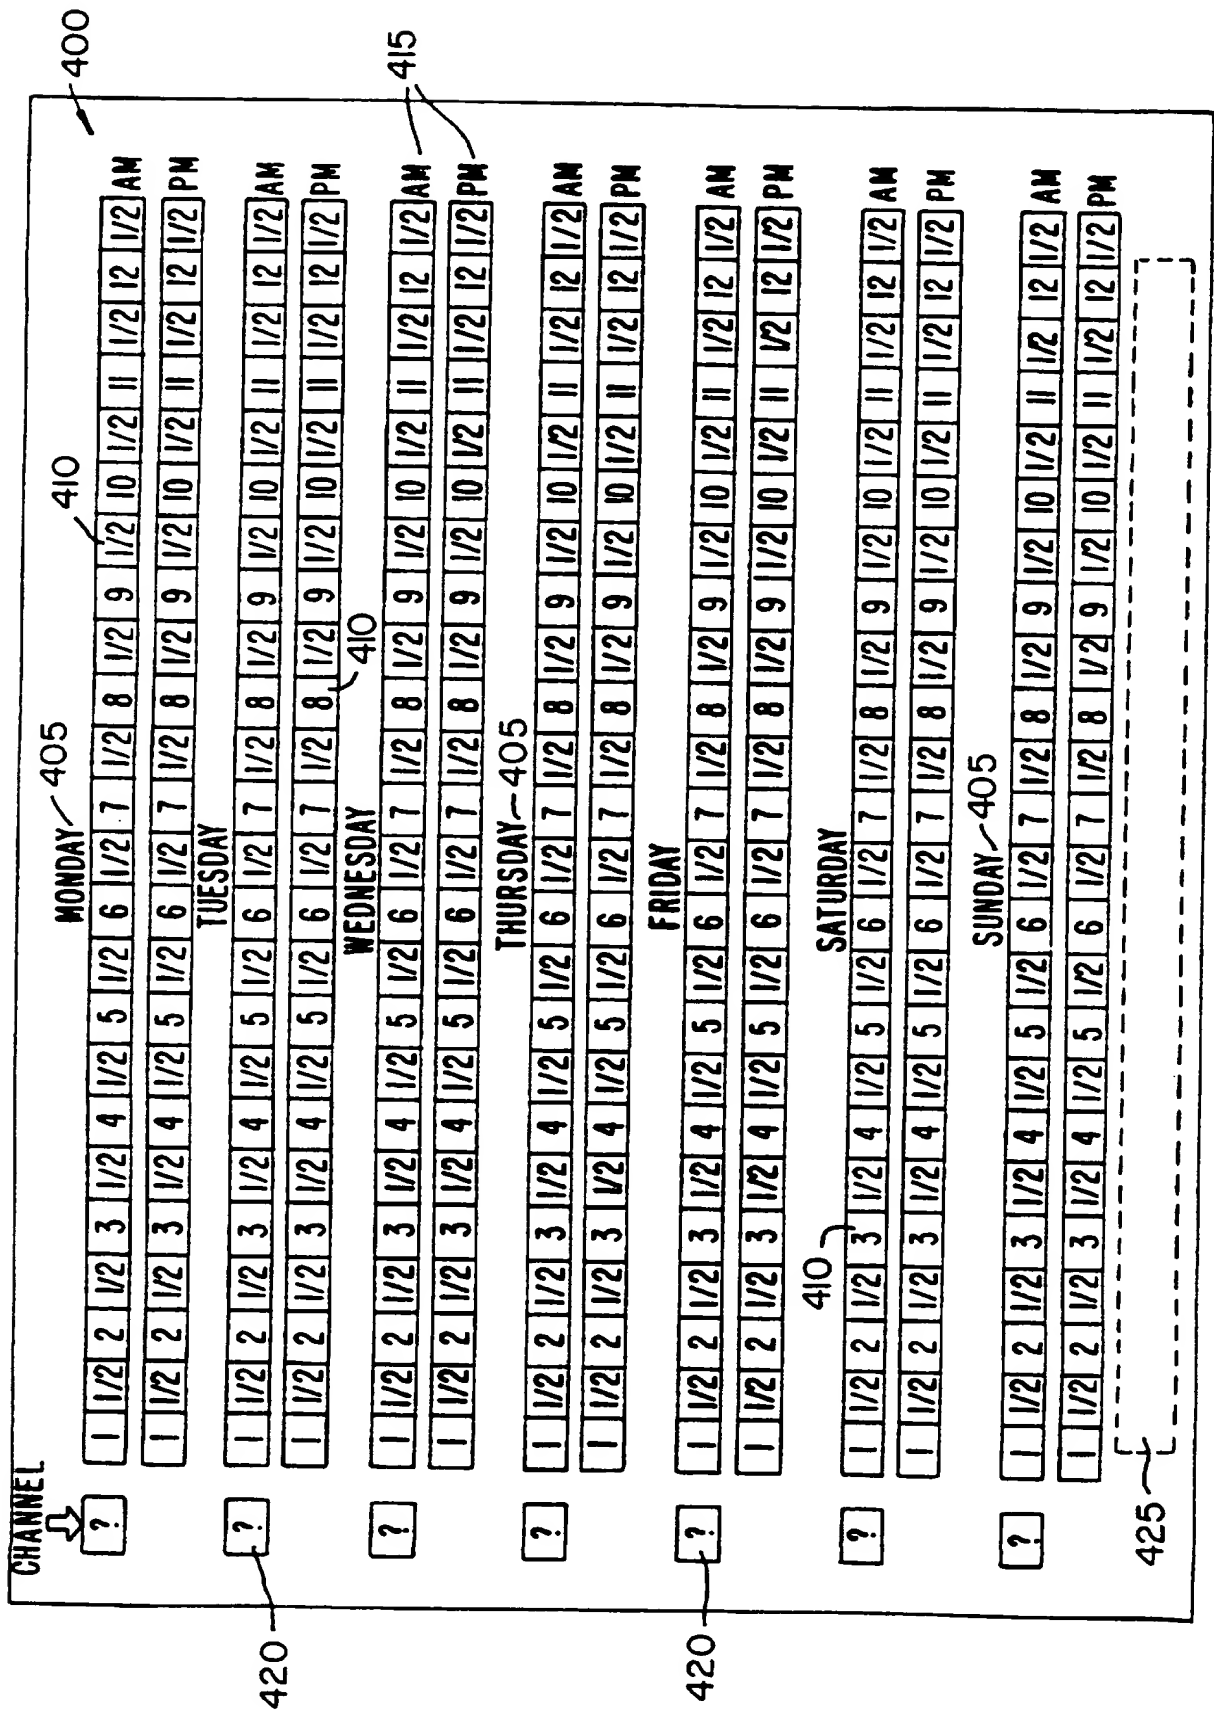 400
415
CHANNEL
410
MONDAY 405
? 1 1/2 2 1/2 3 1/2 4 1/2 5 1/2 6 1/2 7 1/2 8 1/2 9 1/2 10 1/2 11 1/2 12 1/2 AM
1 1/2 2 1/2 3 1/2 4 1/2 5 1/2 6 1/2 7 1/2 8 1/2 9 1/2 10 1/2 11 1/2 12 1/2 PM
TUESDAY
? 1 1/2 2 1/2 3 1/2 4 1/2 5 1/2 6 1/2 7 1/2 8 1/2 9 1/2 10 1/2 11 1/2 12 1/2 AM
1 1/2 2 1/2 3 1/2 4 1/2 5 1/2 6 1/2 7 1/2 8 1/2 9 1/2 10 1/2 11 1/2 12 1/2 PM
420
410
WEDNESDAY
? 1 1/2 2 1/2 3 1/2 4 1/2 5 1/2 6 1/2 7 1/2 8 1/2 9 1/2 10 1/2 11 1/2 12 1/2 AM
1 1/2 2 1/2 3 1/2 4 1/2 5 1/2 6 1/2 7 1/2 8 1/2 9 1/2 10 1/2 11 1/2 12 1/2 PM
THURSDAY 405
? 1 1/2 2 1/2 3 1/2 4 1/2 5 1/2 6 1/2 7 1/2 8 1/2 9 1/2 10 1/2 11 1/2 12 1/2 AM
1 1/2 2 1/2 3 1/2 4 1/2 5 1/2 6 1/2 7 1/2 8 1/2 9 1/2 10 1/2 11 1/2 12 1/2 PM
FRIDAY
? 1 1/2 2 1/2 3 1/2 4 1/2 5 1/2 6 1/2 7 1/2 8 1/2 9 1/2 10 1/2 11 1/2 12 1/2 AM
1 1/2 2 1/2 3 1/2 4 1/2 5 1/2 6 1/2 7 1/2 8 1/2 9 1/2 10 1/2 11 1/2 12 1/2 PM
420
410
SATURDAY
? 1 1/2 2 1/2 3 1/2 4 1/2 5 1/2 6 1/2 7 1/2 8 1/2 9 1/2 10 1/2 11 1/2 12 1/2 AM
1 1/2 2 1/2 3 1/2 4 1/2 5 1/2 6 1/2 7 1/2 8 1/2 9 1/2 10 1/2 11 1/2 12 1/2 PM
SUNDAY 405
? 1 1/2 2 1/2 3 1/2 4 1/2 5 1/2 6 1/2 7 1/2 8 1/2 9 1/2 10 1/2 11 1/2 12 1/2 AM
1 1/2 2 1/2 3 1/2 4 1/2 5 1/2 6 1/2 7 1/2 8 1/2 9 1/2 10 1/2 11 1/2 12 1/2 PM
425